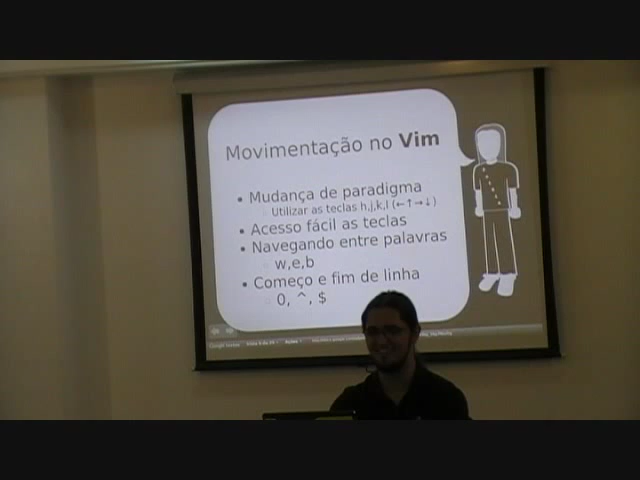 Movimentação no Vim
• Mudança de paradigma
○ Utilizar as teclas h,j,k,l (←↑→↓)
• Acesso fácil as teclas
• Navegando entre palavras
○ w,e,b
• Começo e fim de linha
○ 0, ^, $